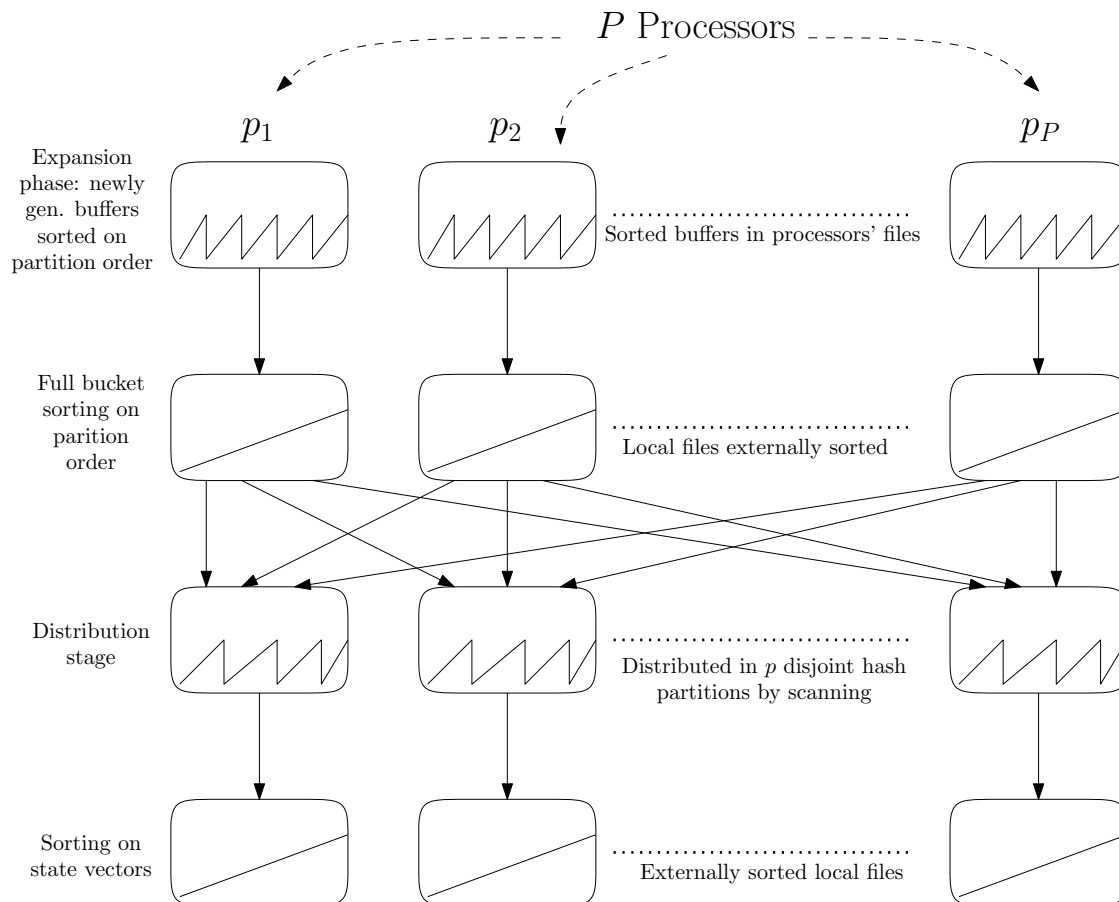 P Processors
p1
p2
pP
Expansion
phase: newly
gen. buffers
sorted on
partition order
Sorted buffers in processors' files
Full bucket
sorting on
parition
order
Local files externally sorted
Distribution
stage
Distributed in p disjoint hash
partitions by scanning
Sorting on
state vectors
Externally sorted local files